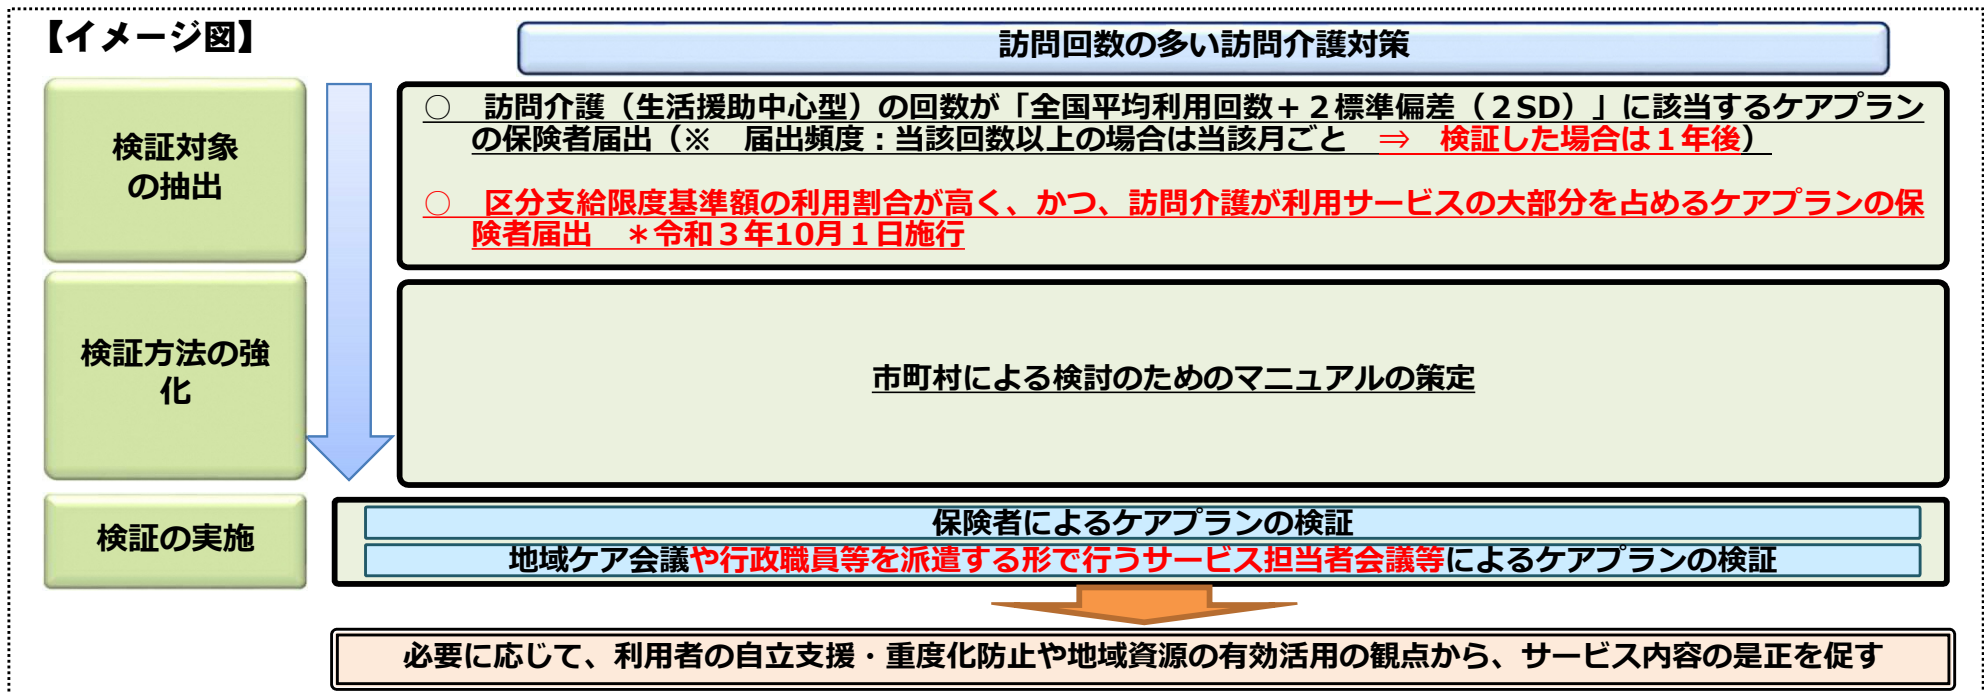 【イメージ図】
訪問回数の多い訪問介護対策
検証対象
の抽出
○　訪問介護（生活援助中心型）の回数が「全国平均利用回数＋２標準偏差（２SD）」に該当するケアプラン
の保険者届出（※　届出頻度：当該回数以上の場合は当該月ごと　⇒　検証した場合は１年後）
○　区分支給限度基準額の利用割合が高く、かつ、訪問介護が利用サービスの大部分を占めるケアプランの保
険者届出　＊令和３年10月１日施行
検証方法の強
化
市町村による検討のためのマニュアルの策定
検証の実施
保険者によるケアプランの検証
地域ケア会議や行政職員等を派遣する形で行うサービス担当者会議等によるケアプランの検証
必要に応じて、利用者の自立支援・重度化防止や地域資源の有効活用の観点から、サービス内容の是正を促す